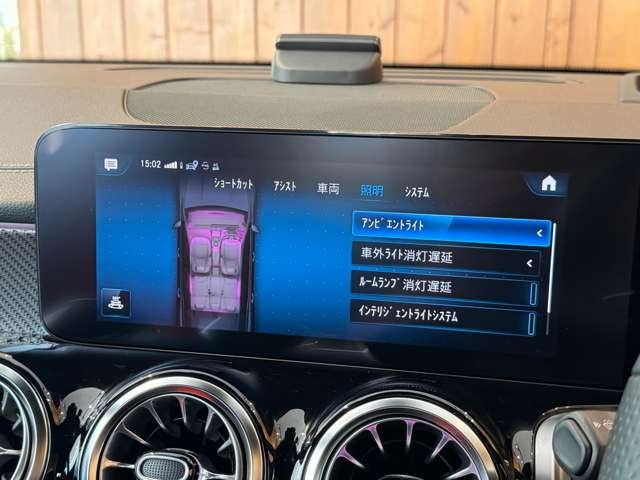 15:02
ショートカット アシスト 車両 照明 システム
アンビエントライト
車外ライト消灯遅延
ルームランプ消灯遅延
インテリジェントライトシステム